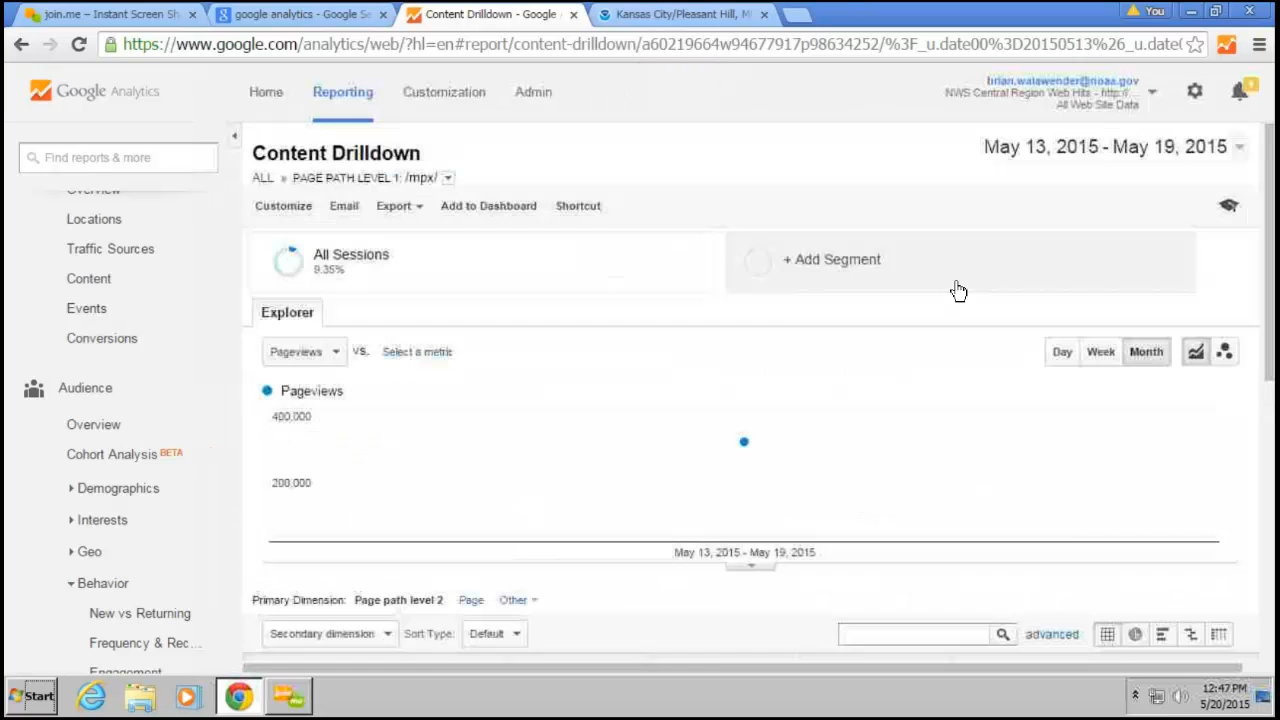 join.me – Instant Screen Sh
google analytics - Google Se
Content Drilldown - Google
Kansas City/Pleasant Hill, M
You
https://www.google.com/analytics/web/?hl=en#report/content-drilldown/a60219664w94677917p98634252/%3F_u.date00%3D20150513%26_u.date(
Google Analytics
Home
Reporting
Customization
Admin
brian.walawender@noaa.gov
NWS Central Region Web Hits - http://...
All Web Site Data
Find reports & more
Content Drilldown
May 13, 2015 - May 19, 2015
ALL » PAGE PATH LEVEL 1: /mpx/
Overview
Locations
Traffic Sources
Content
Events
Conversions
Audience
Overview
Cohort Analysis BETA
Demographics
Interests
Geo
Behavior
New vs Returning
Frequency & Rec...
Engagement
Customize
Email
Export
Add to Dashboard
Shortcut
All Sessions
9.35%
+ Add Segment
Explorer
Pageviews
VS.
Select a metric
Day
Week
Month
Pageviews
400,000
200,000
May 13, 2015 - May 19, 2015
Primary Dimension: Page path level 2 Page Other
Secondary dimension
Sort Type:
Default
advanced
Start
12:47 PM
5/20/2015